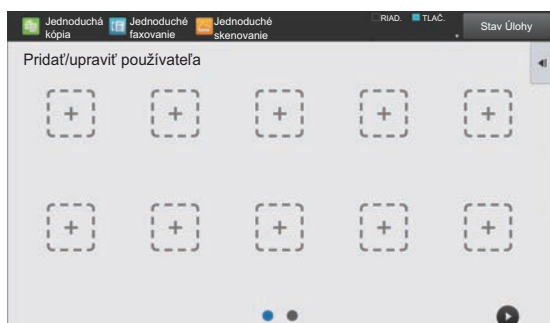 Jednoduchá
kópia
Jednoduché
faxovanie
Jednoduché
skenovanie
RIAD.
TLAČ.
Stav Úlohy
Pridať/upraviť používateľa